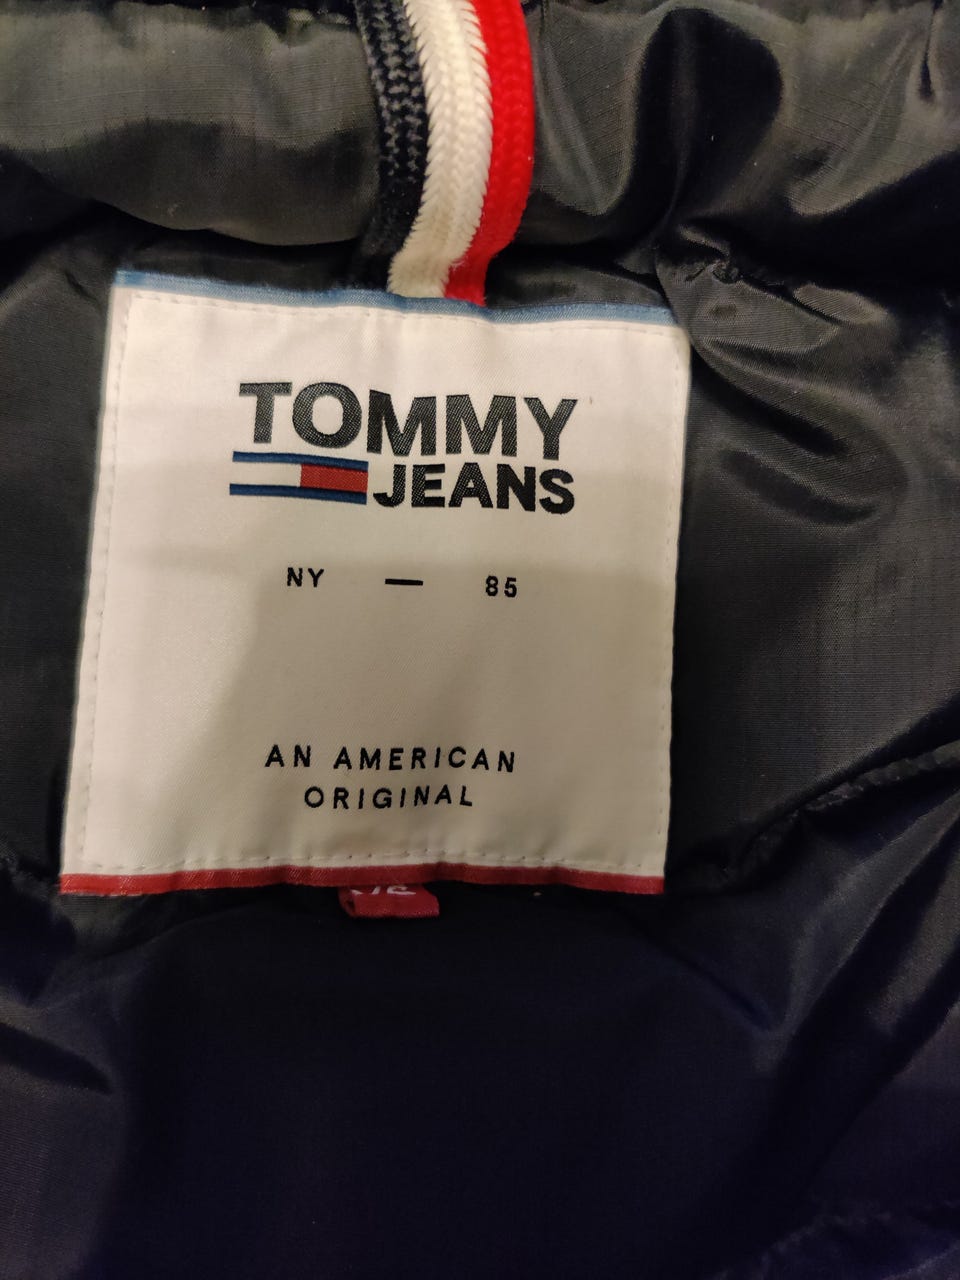 TOMMY
JEANS
NY — 85
AN AMERICAN
ORIGINAL